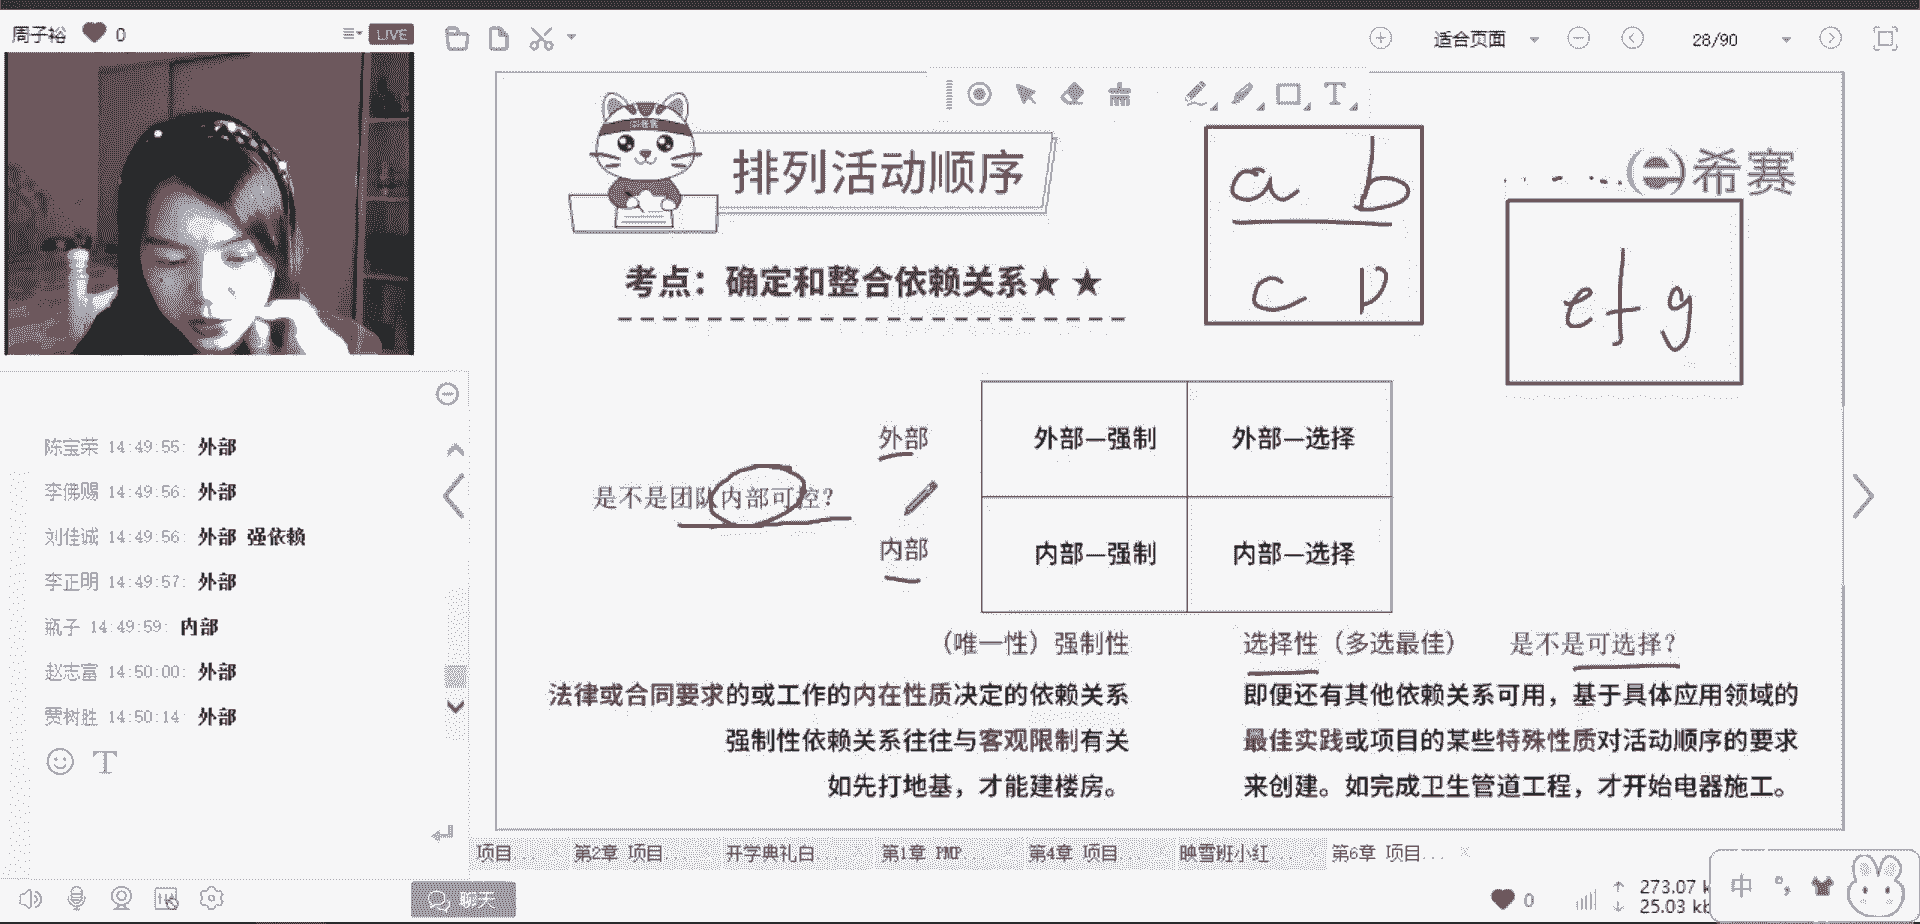 周子裕 0 LIVE
适合页面 28/90
排列活动顺序
希赛
a b
c D
e f g
考点：确定和整合依赖关系★ ★
外部
外部—强制 外部—选择
是不是团队内部可控？
内部
内部—强制 内部—选择
（唯一性）强制性
选择性（多选最佳） 是不是可选择？
法律或合同要求的或工作的内在性质决定的依赖关系
强制性依赖关系往往与客观限制有关
如先打地基，才能建楼房。
即便还有其他依赖关系可用，基于具体应用领域的
最佳实践或项目的某些特殊性质对活动顺序的要求
来创建。如完成卫生管道工程，才开始电器施工。
陈宝荣 14:49:55: 外部
李佛赐 14:49:56: 外部
刘佳诚 14:49:56: 外部 强依赖
李正明 14:49:57: 外部
瓶子 14:49:59: 内部
赵志富 14:50:00: 外部
贾树胜 14:50:14: 外部
T
项目... 第2章 项目... 开学典礼白... 第1章 PMP... 第4章 项目... 映雪班小红... 第6章 项目...
聊天
0
273.07 k
25.03 kb
中